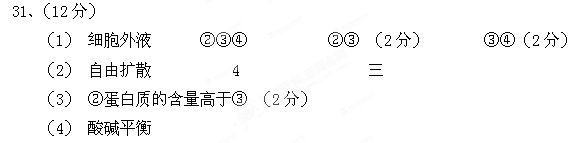 31、（12分）
（1） 细胞外液 ②③④ ②③ （2分） ③④（2分）
（2） 自由扩散 4 三
（3） ②蛋白质的含量高于③ （2分）
（4） 酸碱平衡